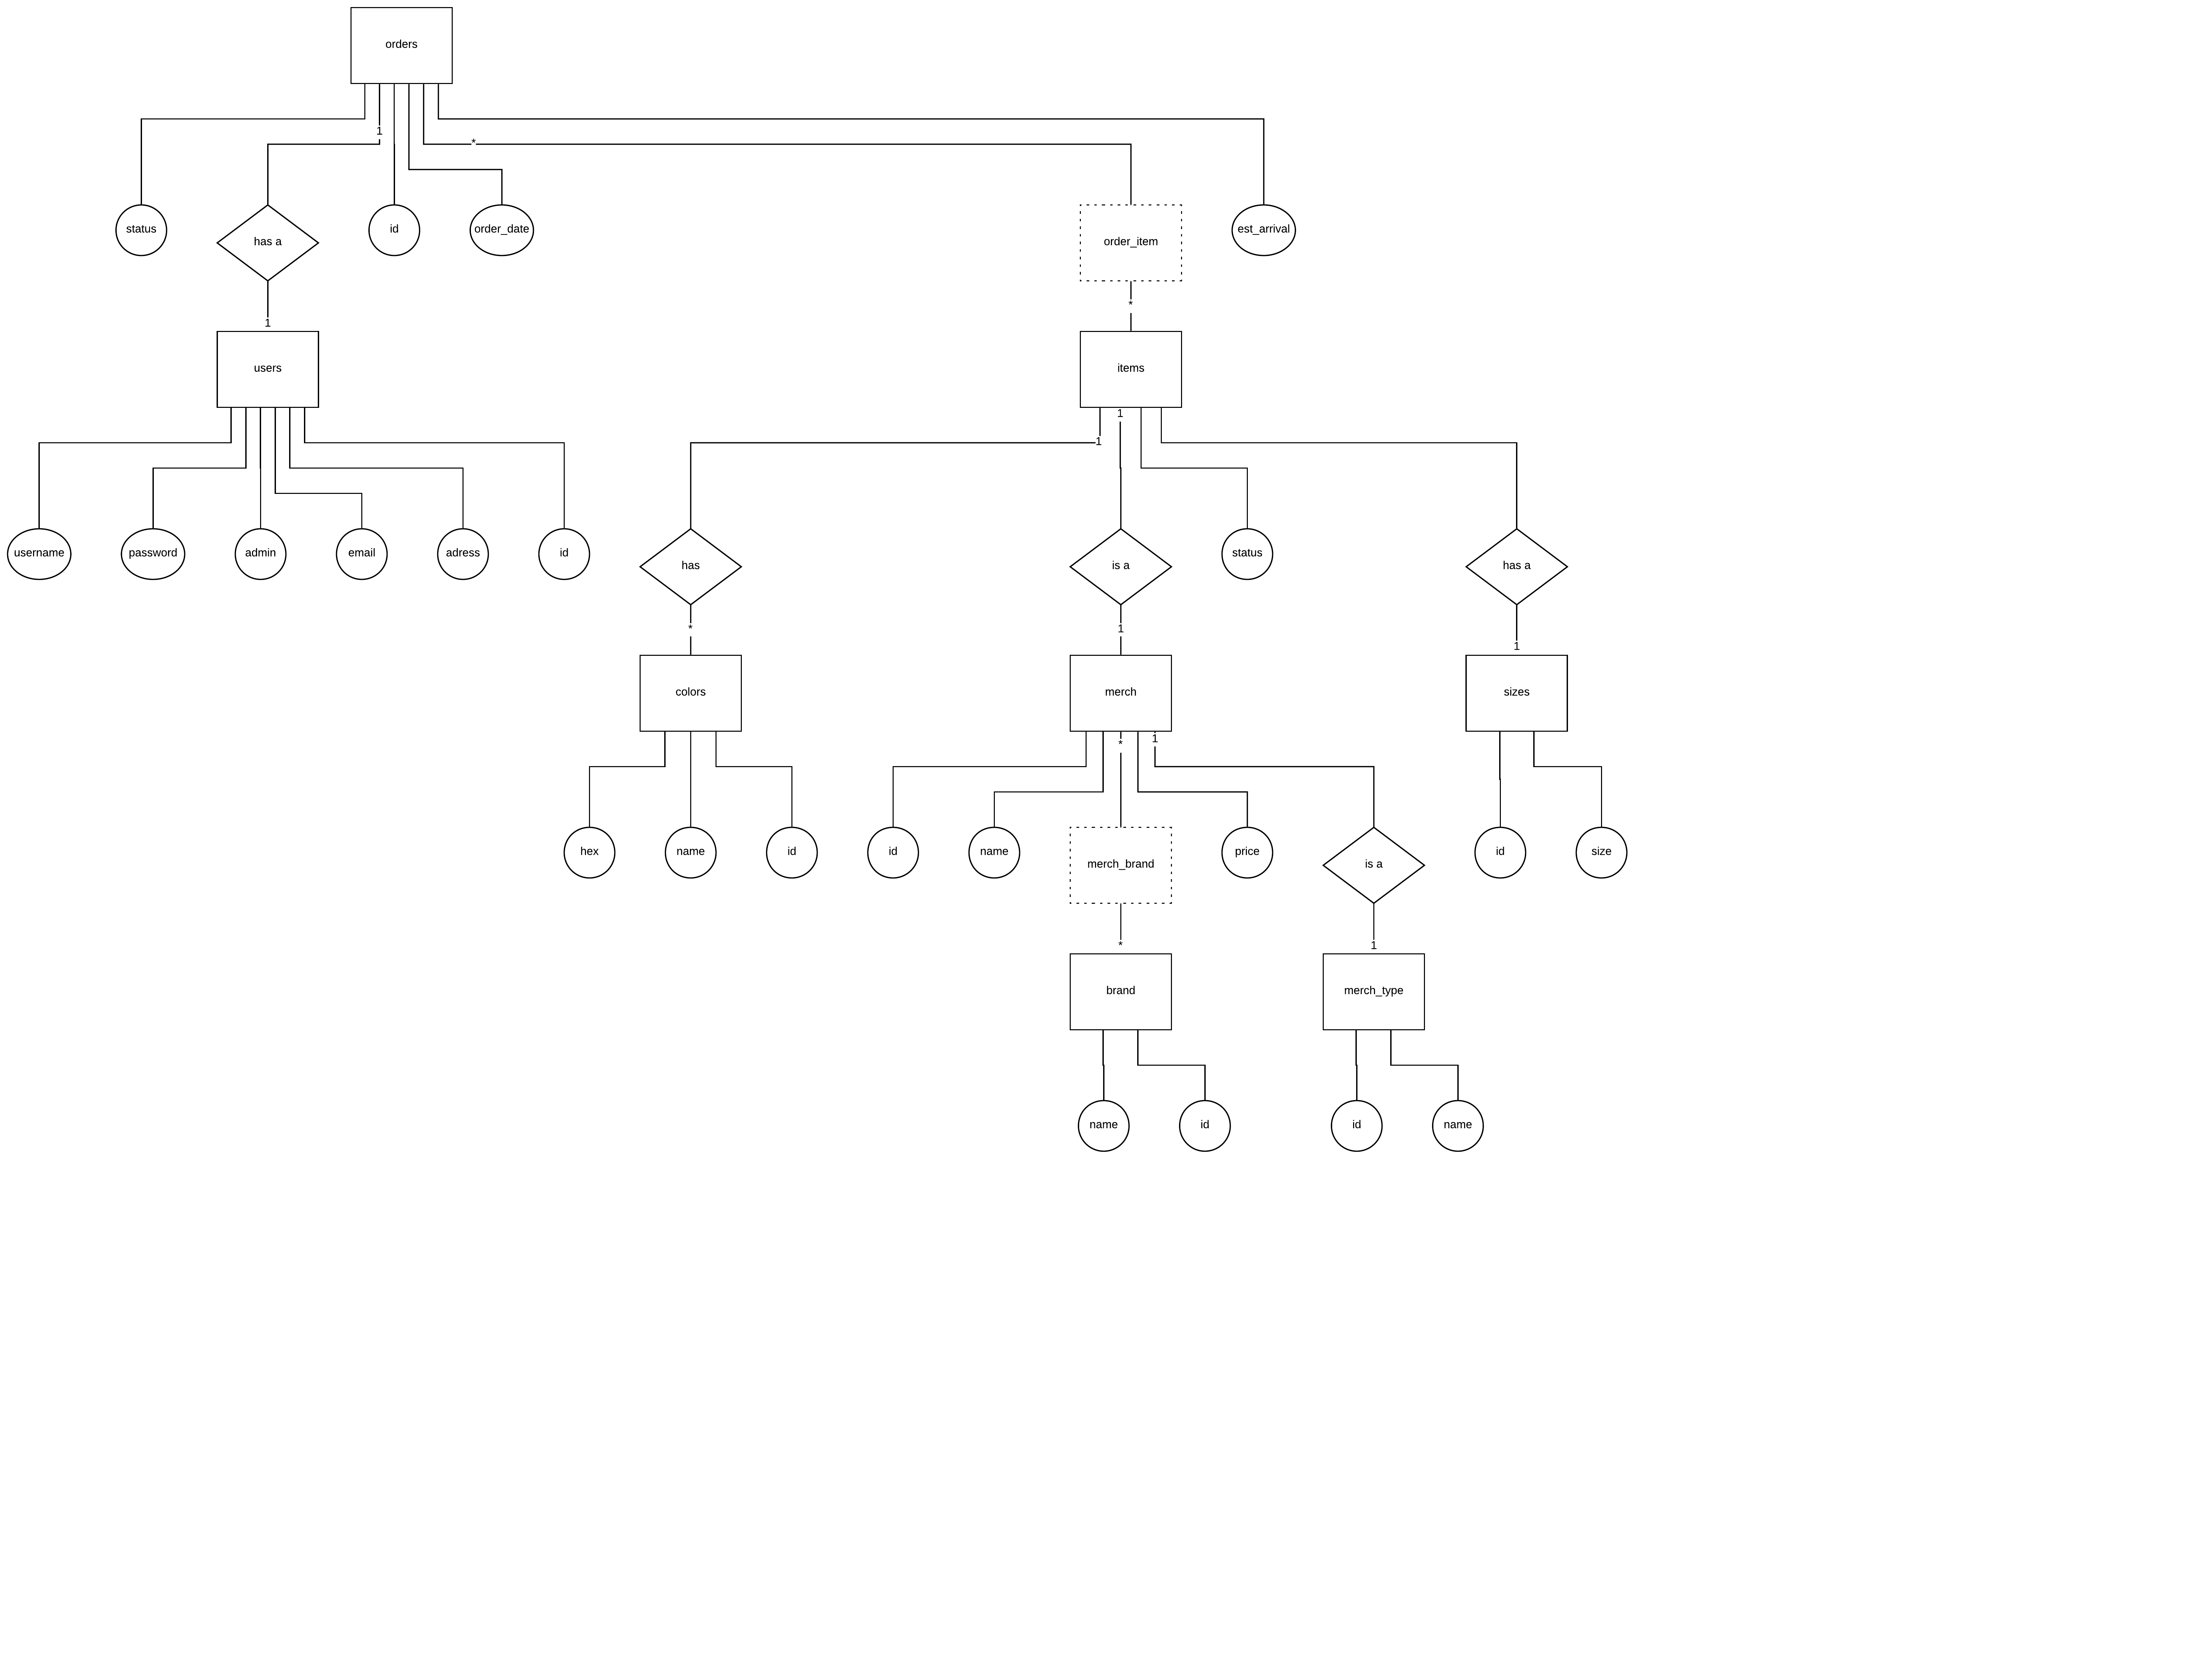 orders
1
*
status
has a
id
order_date
order_item
est_arrival
*
1
users
items
1
1
username
password
admin
email
adress
id
has
is a
status
has a
*
1
1
colors
merch
sizes
*
1
hex
name
id
id
name
merch_brand
price
is a
id
size
*
1
brand
merch_type
name
id
id
name